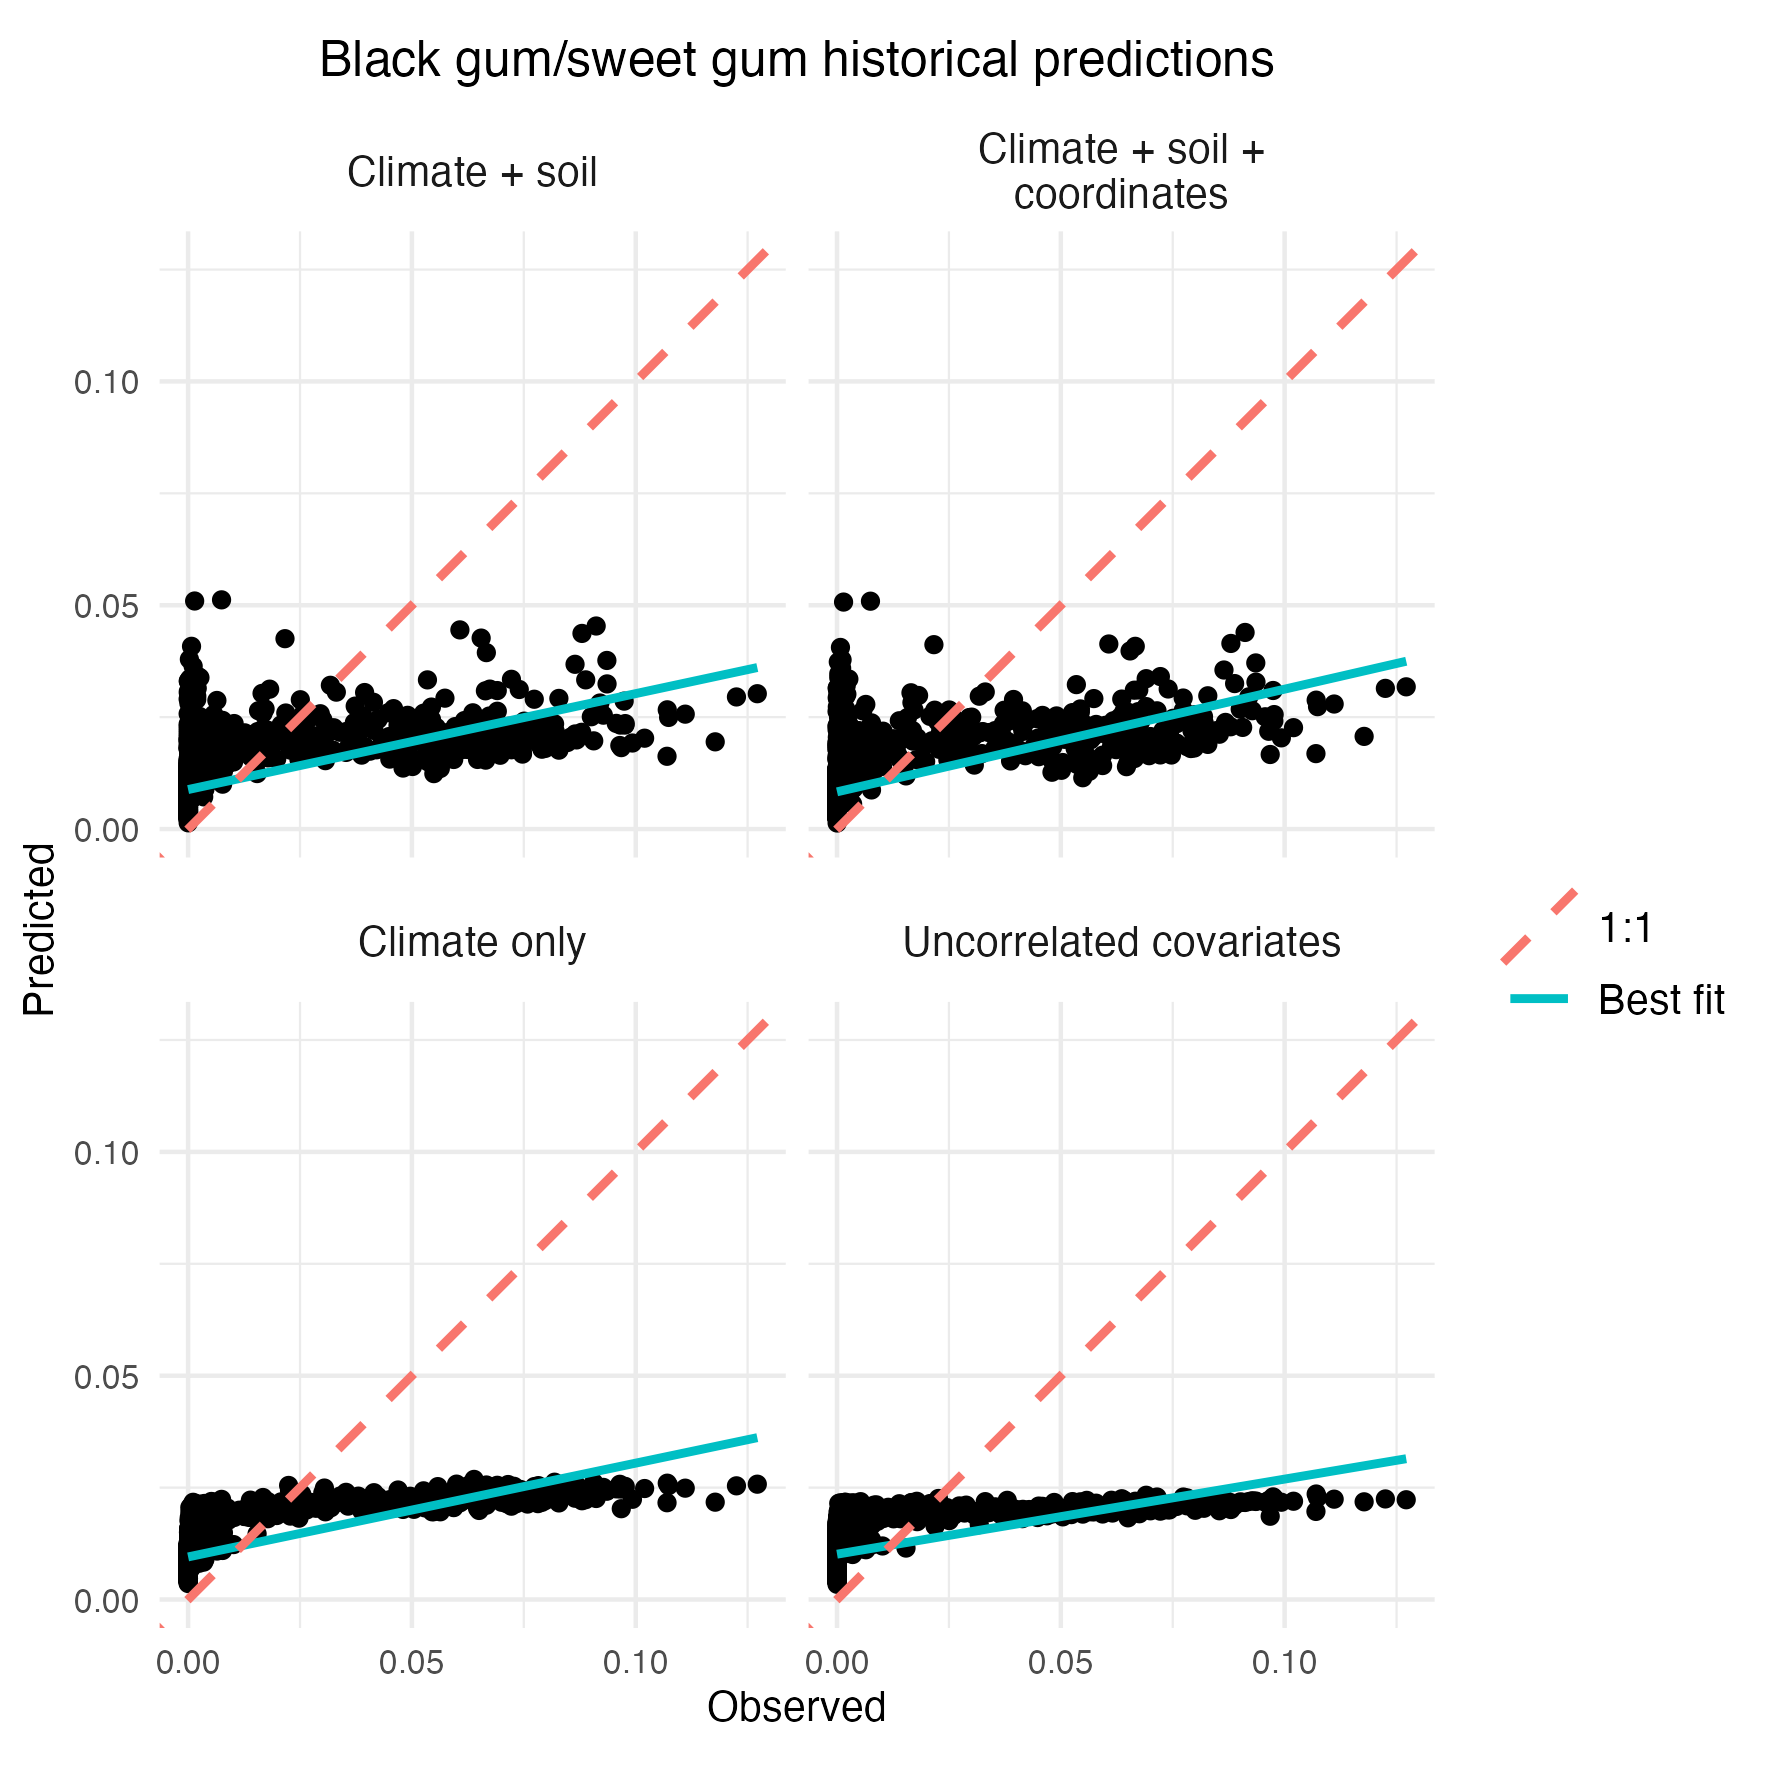 Black gum/sweet gum historical predictions
Climate + soil
Climate + soil +
coordinates
0.10
0.05
0.00
Predicted
Climate only
Uncorrelated covariates
0.10
0.05
0.00
0.00 0.05 0.10
0.00 0.05 0.10
Observed
1:1
Best fit